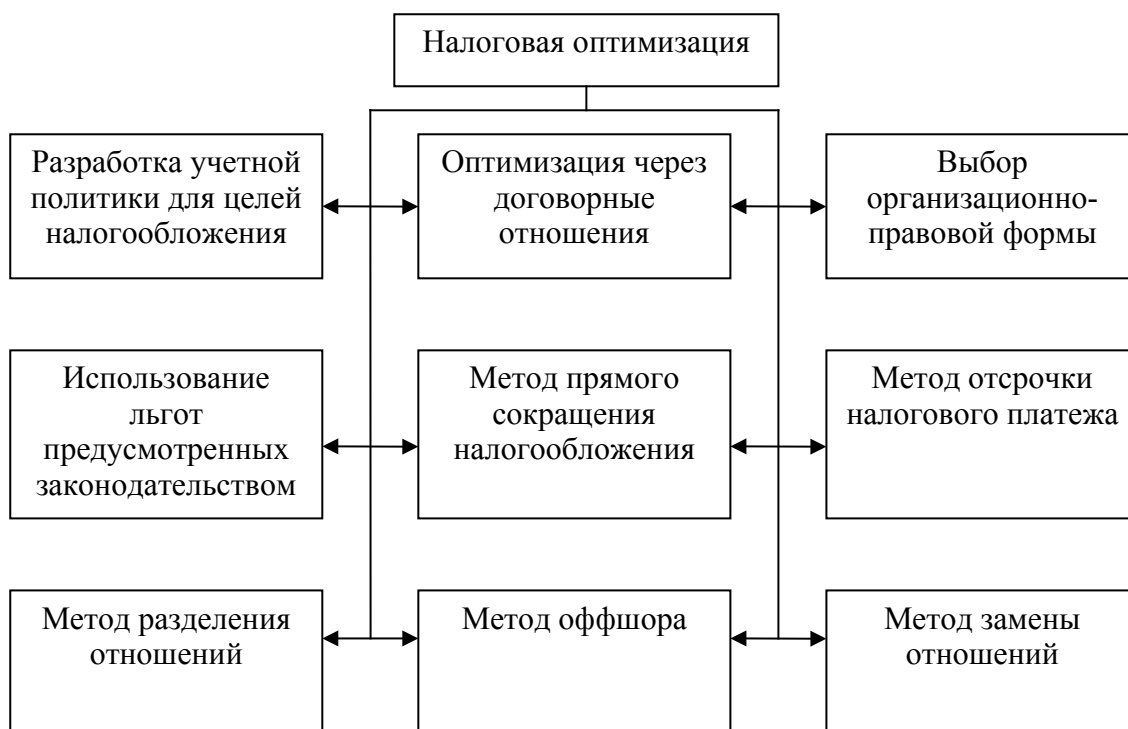 Налоговая оптимизация
Разработка учетной
политики для целей
налогообложения
Оптимизация через
договорные
отношения
Выбор
организационно-
правовой формы
Использование
льгот
предусмотренных
законодательством
Метод прямого
сокращения
налогообложения
Метод отсрочки
налогового платежа
Метод разделения
отношений
Метод оффшора
Метод замены
отношений